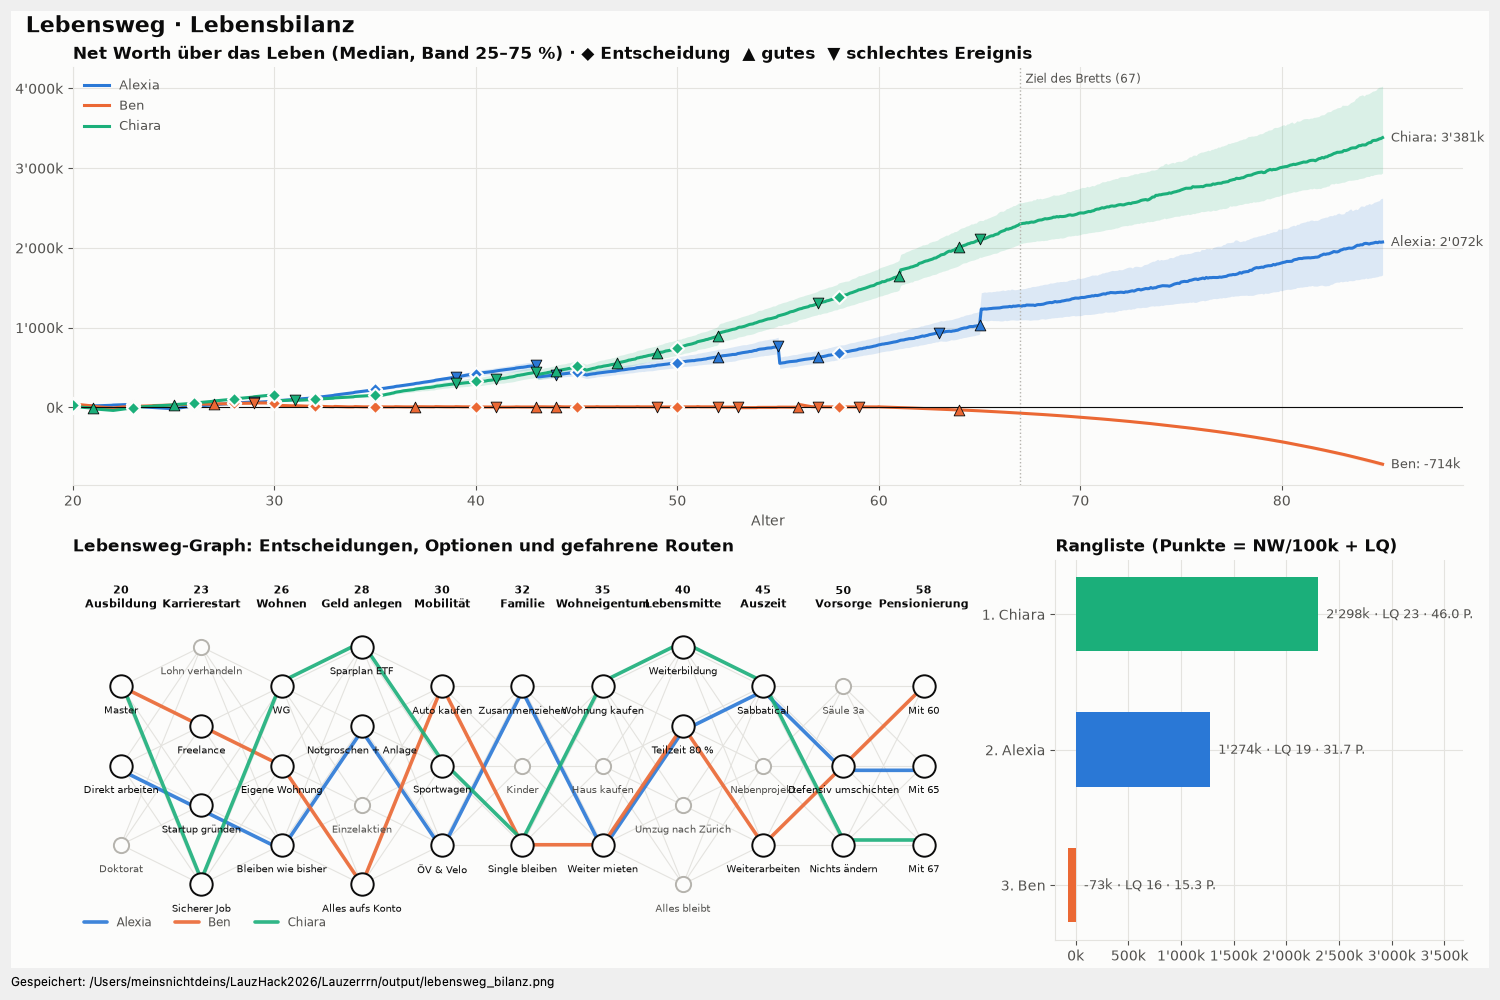 Lebensweg · Lebensbilanz
Net Worth über das Leben (Median, Band 25–75 %) · ◆ Entscheidung ▲ gutes ▼ schlechtes Ereignis
Alexia
Ben
Chiara
Ziel des Bretts (67)
4'000k
3'000k
2'000k
1'000k
0k
Chiara: 3'381k
Alexia: 2'072k
Ben: -714k
20 30 40 50 60 70 80
Alter
Lebensweg-Graph: Entscheidungen, Optionen und gefahrene Routen
20 23 26 28 30 32 35 40 45 50 58
Ausbildung Karrierestart Wohnen Geld anlegen Mobilität Familie Wohneigentum Lebensmitte Auszeit Vorsorge Pensionierung
Lohn verhandeln Sparplan ETF Weiterbildung
Master WG Auto kaufen Zusammenziehen Wohnung kaufen Sabbatical Säule 3a Mit 60
Freelance Notgroschen + Anlage Teilzeit 80 %
Direkt arbeiten Eigene Wohnung Sportwagen Kinder Haus kaufen Nebenprojekt Defensiv umschichten Mit 65
Startup gründen Einzelaktien Umzug nach Zürich
Doktorat Bleiben wie bisher ÖV & Velo Single bleiben Weiter mieten Weiterarbeiten Nichts ändern Mit 67
Sicherer Job Alles aufs Konto Alles bleibt
Alexia Ben Chiara
Rangliste (Punkte = NW/100k + LQ)
1. Chiara 2'298k · LQ 23 · 46.0 P.
2. Alexia 1'274k · LQ 19 · 31.7 P.
3. Ben -73k · LQ 16 · 15.3 P.
0k 500k 1'000k 1'500k 2'000k 2'500k 3'000k 3'500k
Gespeichert: /Users/meinsnichtdeins/LauzHack2026/Lauzerrrn/output/lebensweg_bilanz.png